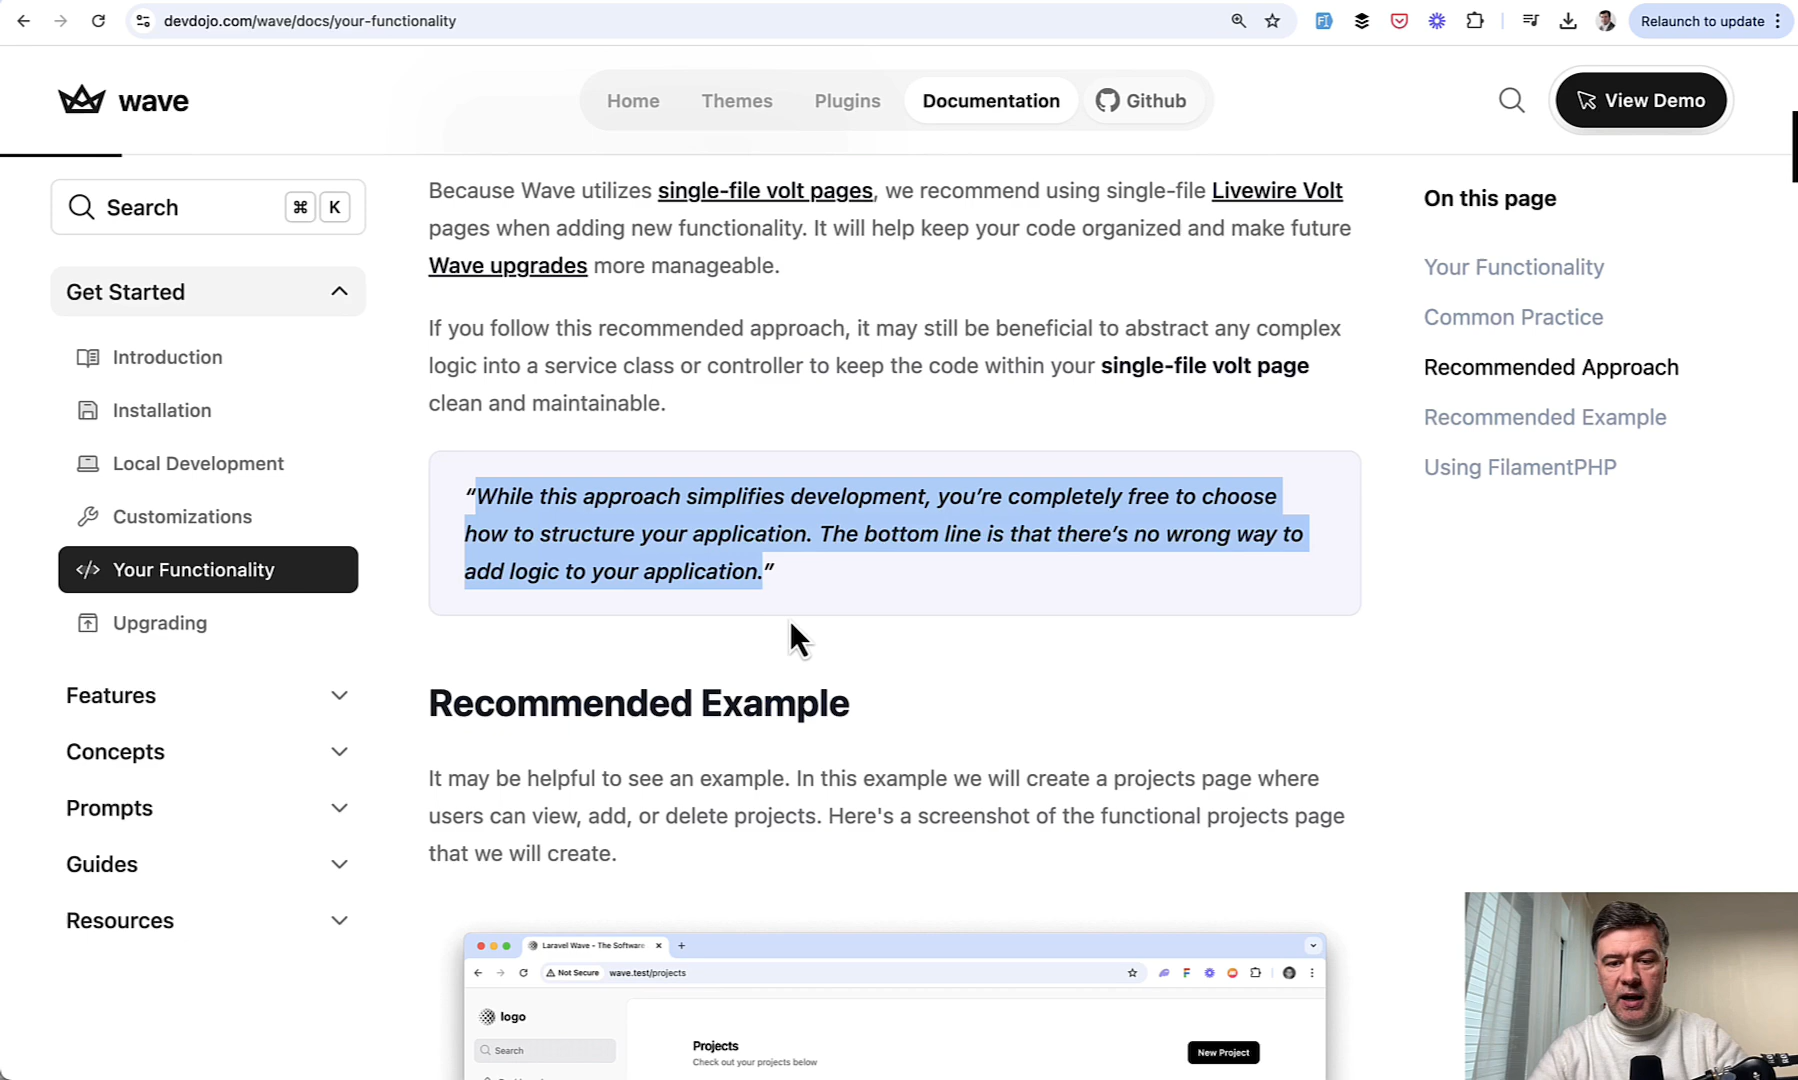 devdojo.com/wave/docs/your-functionality
Relaunch to update
wave
Home
Themes
Plugins
Documentation
Github
View Demo
Search
⌘ K
Get Started
Introduction
Installation
Local Development
Customizations
</> Your Functionality
Upgrading
Features
Concepts
Prompts
Guides
Resources
Because Wave utilizes single-file volt pages, we recommend using single-file Livewire Volt
pages when adding new functionality. It will help keep your code organized and make future
Wave upgrades more manageable.
If you follow this recommended approach, it may still be beneficial to abstract any complex
logic into a service class or controller to keep the code within your single-file volt page
clean and maintainable.
“While this approach simplifies development, you’re completely free to choose
how to structure your application. The bottom line is that there’s no wrong way to
add logic to your application.”
Recommended Example
It may be helpful to see an example. In this example we will create a projects page where
users can view, add, or delete projects. Here's a screenshot of the functional projects page
that we will create.
Laravel Wave - The Software
Not Secure
wave.test/projects
logo
Search
Projects
Check out your projects below
New Project
On this page
Your Functionality
Common Practice
Recommended Approach
Recommended Example
Using FilamentPHP